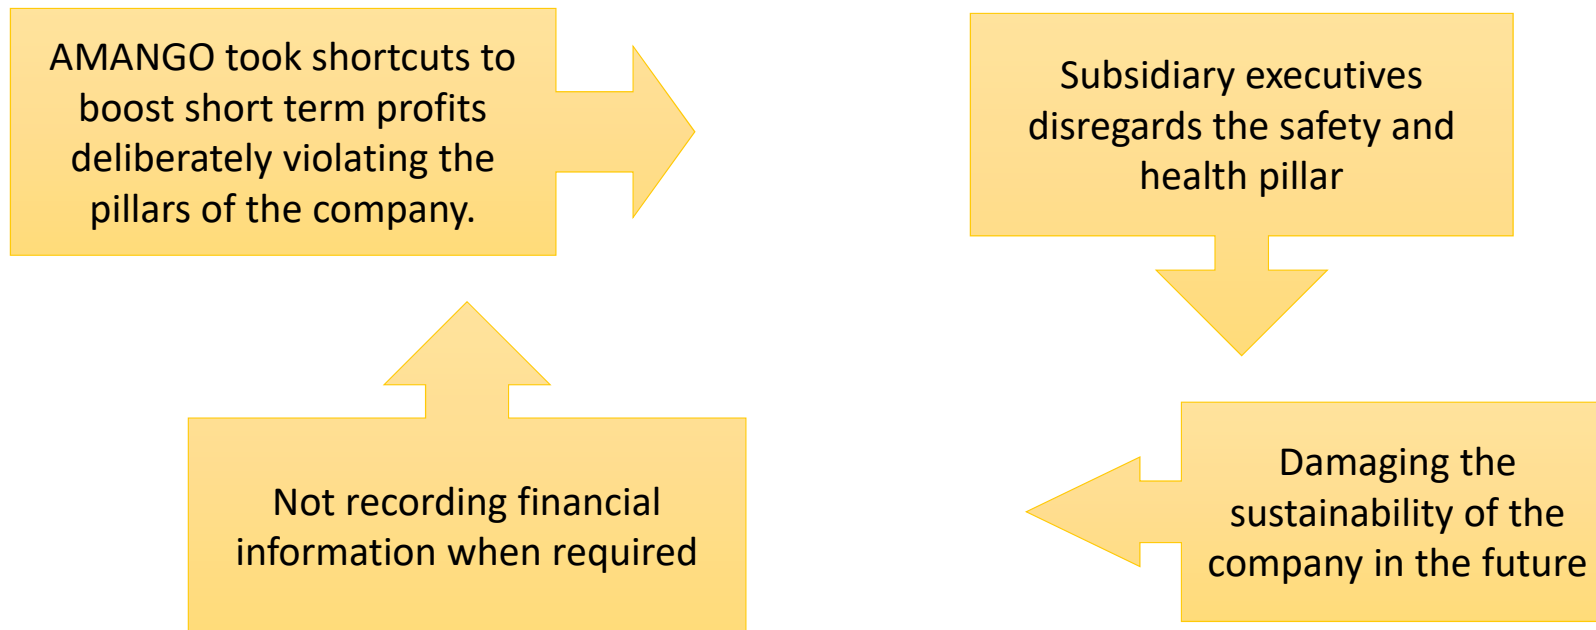 AMANGO took shortcuts to
boost short term profits
deliberately violating the
pillars of the company.
Subsidiary executives
disregards the safety and
health pillar
Damaging the
sustainability of the
company in the future
Not recording financial
information when required